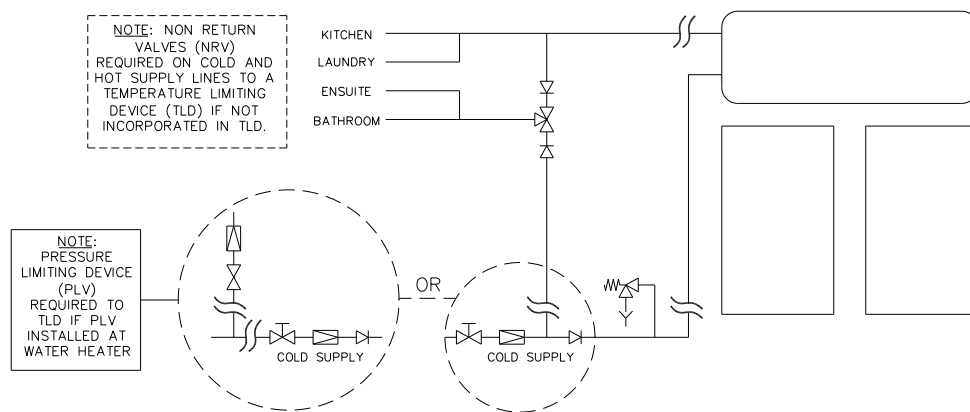 NOTE: NON RETURN
VALVES (NRV)
REQUIRED ON COLD AND
HOT SUPPLY LINES TO A
TEMPERATURE LIMITING
DEVICE (TLD) IF NOT
INCORPORATED IN TLD.
KITCHEN
LAUNDRY
ENSUITE
BATHROOM
NOTE:
PRESSURE
LIMITING DEVICE
(PLV)
REQUIRED TO
TLD IF PLV
INSTALLED AT
WATER HEATER
OR
COLD SUPPLY
COLD SUPPLY